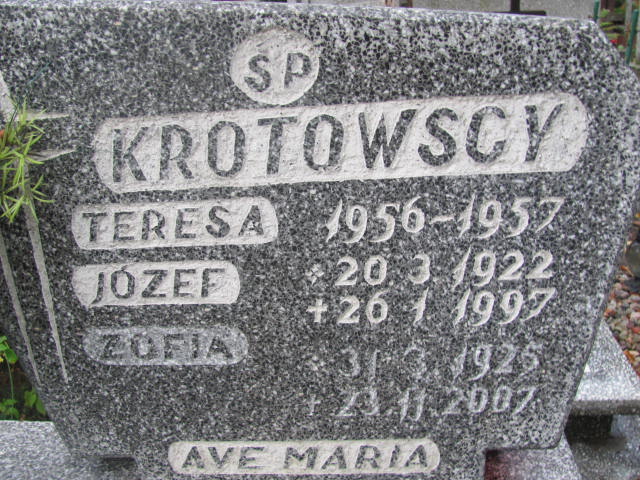 ŚP
KROTOWSCY
TERESA 1956-1957
JÓZEF * 20 3 1922
+ 26 1 1997
ZOFIA * 31 3 1925
+ 23 11 2007
AVE MARIA